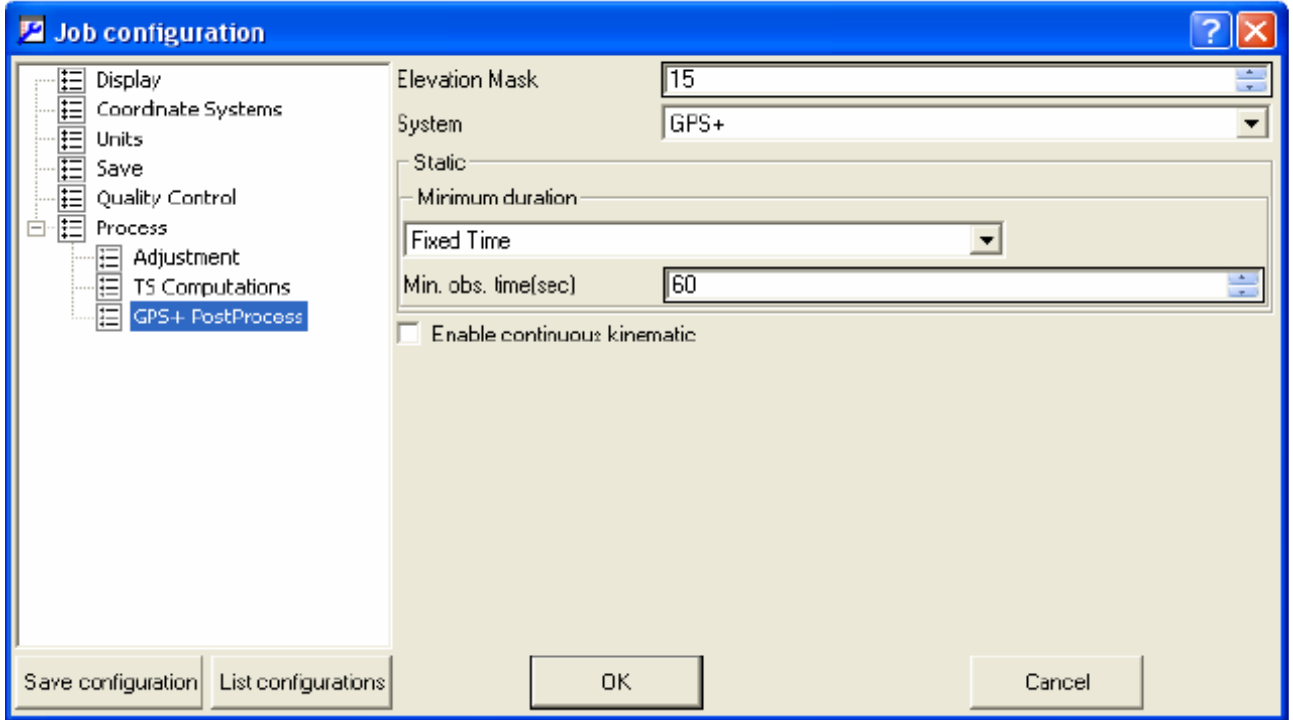 Job configuration
Display
Coordinate Systems
Units
Save
Quality Control
Process
Adjustment
TS Computations
GPS+ PostProcess
Elevation Mask
15
System
GPS+
Static
Minimum duration
Fixed Time
Min. obs. time(sec)
60
Enable continuous kinematic
Save configuration
List configurations
OK
Cancel